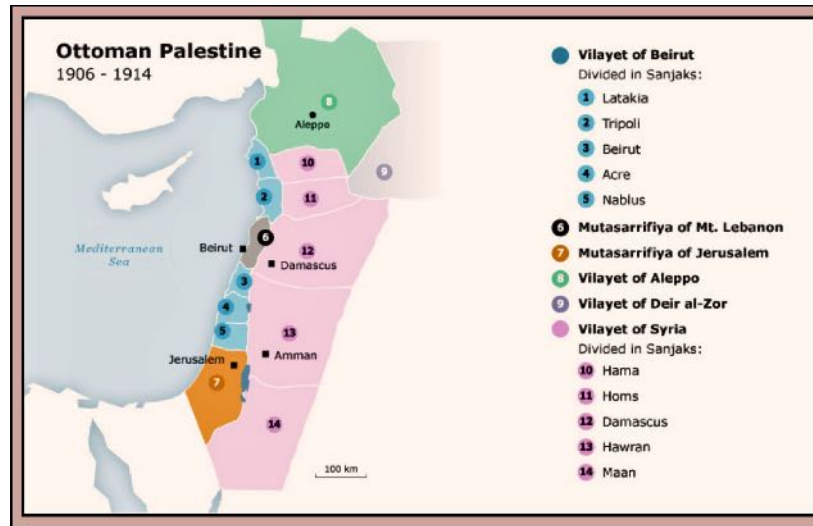 Ottoman Palestine
1906 - 1914
8
Aleppo
1
10
9
2
11
6
Beirut
12
Mediterranean
Sea
Damascus
3
4
5
13
Jerusalem
Amman
7
14
100 km
Vilayet of Beirut
Divided in Sanjaks:
1 Latakia
2 Tripoli
3 Beirut
4 Acre
5 Nablus
6 Mutasarrifiya of Mt. Lebanon
7 Mutasarrifiya of Jerusalem
8 Vilayet of Aleppo
9 Vilayet of Deir al-Zor
Vilayet of Syria
Divided in Sanjaks:
10 Hama
11 Homs
12 Damascus
13 Hawran
14 Maan